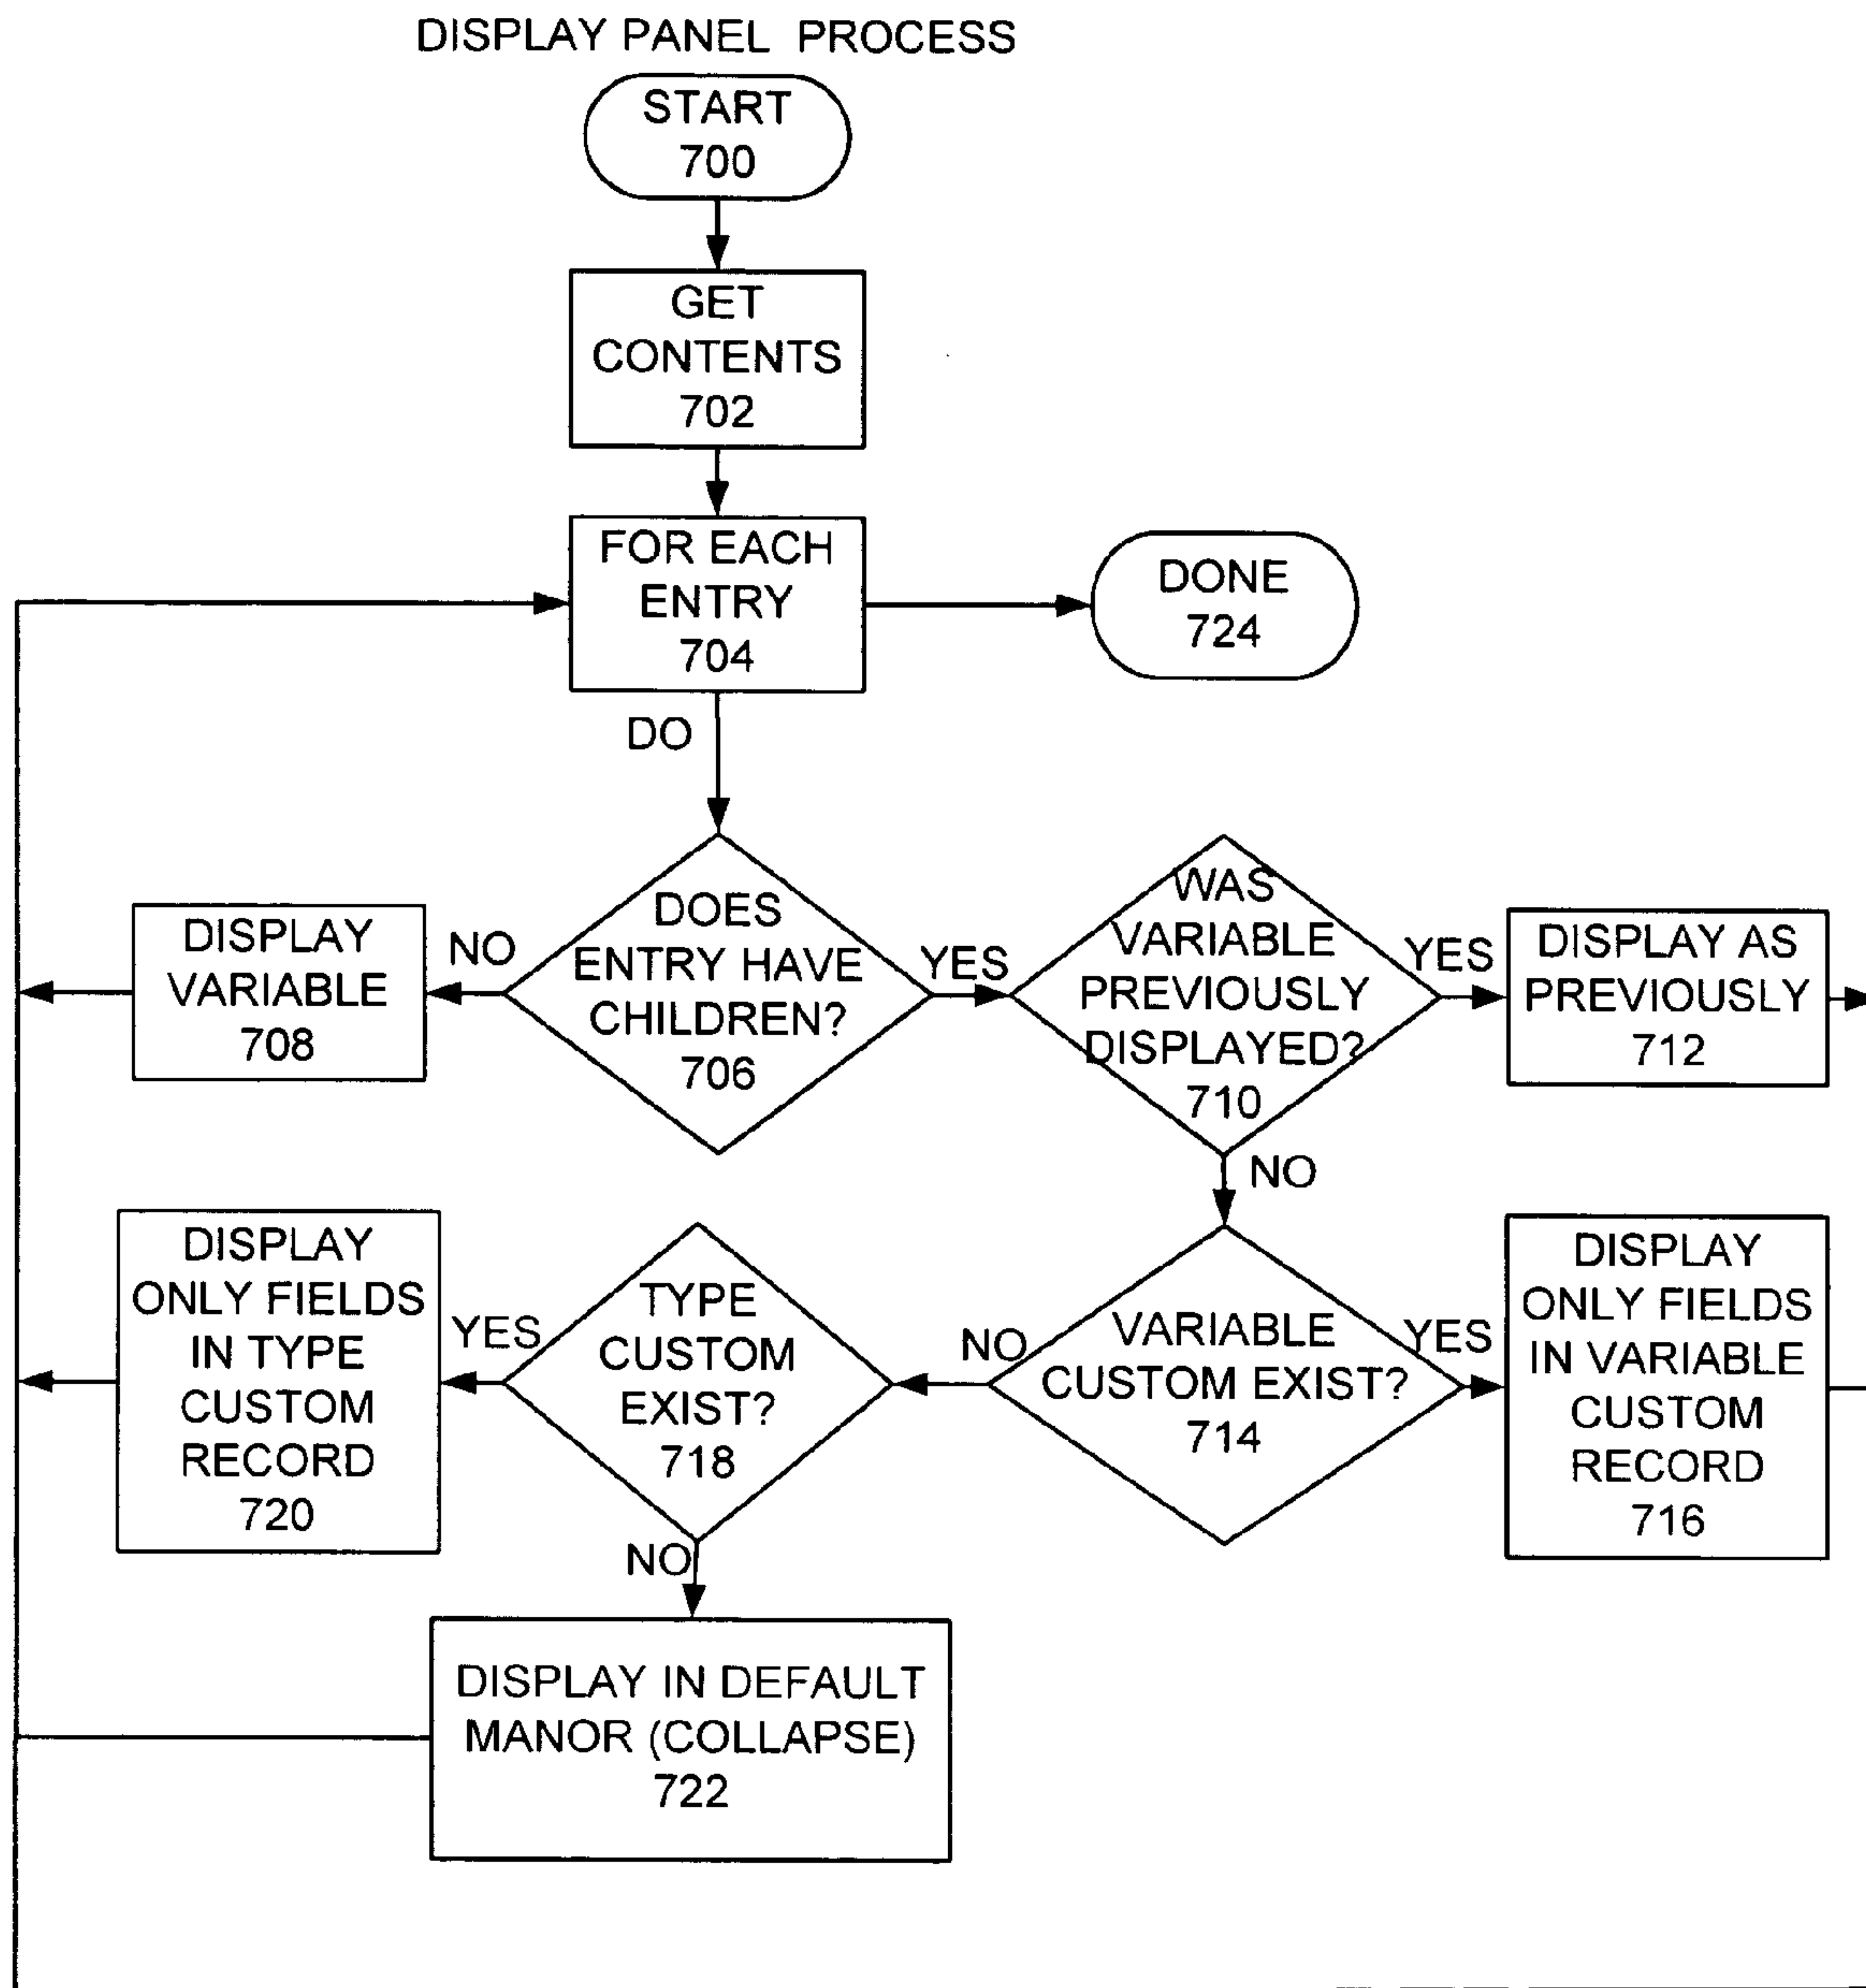 DISPLAY PANEL PROCESS
START
700
GET
CONTENTS
702
FOR EACH
ENTRY
704
DONE
724
DO
DOES
ENTRY HAVE
CHILDREN?
706
NO
DISPLAY
VARIABLE
708
YES
WAS
VARIABLE
PREVIOUSLY
DISPLAYED?
710
YES
DISPLAY AS
PREVIOUSLY
712
NO
VARIABLE
CUSTOM EXIST?
714
YES
DISPLAY
ONLY FIELDS
IN VARIABLE
CUSTOM
RECORD
716
NO
TYPE
CUSTOM
EXIST?
718
YES
DISPLAY
ONLY FIELDS
IN TYPE
CUSTOM
RECORD
720
NO
DISPLAY IN DEFAULT
MANOR (COLLAPSE)
722